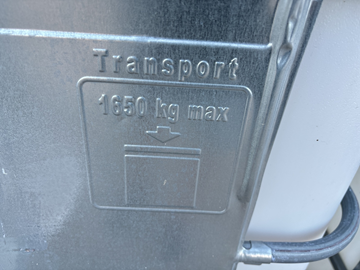 Transport
1650 kg max